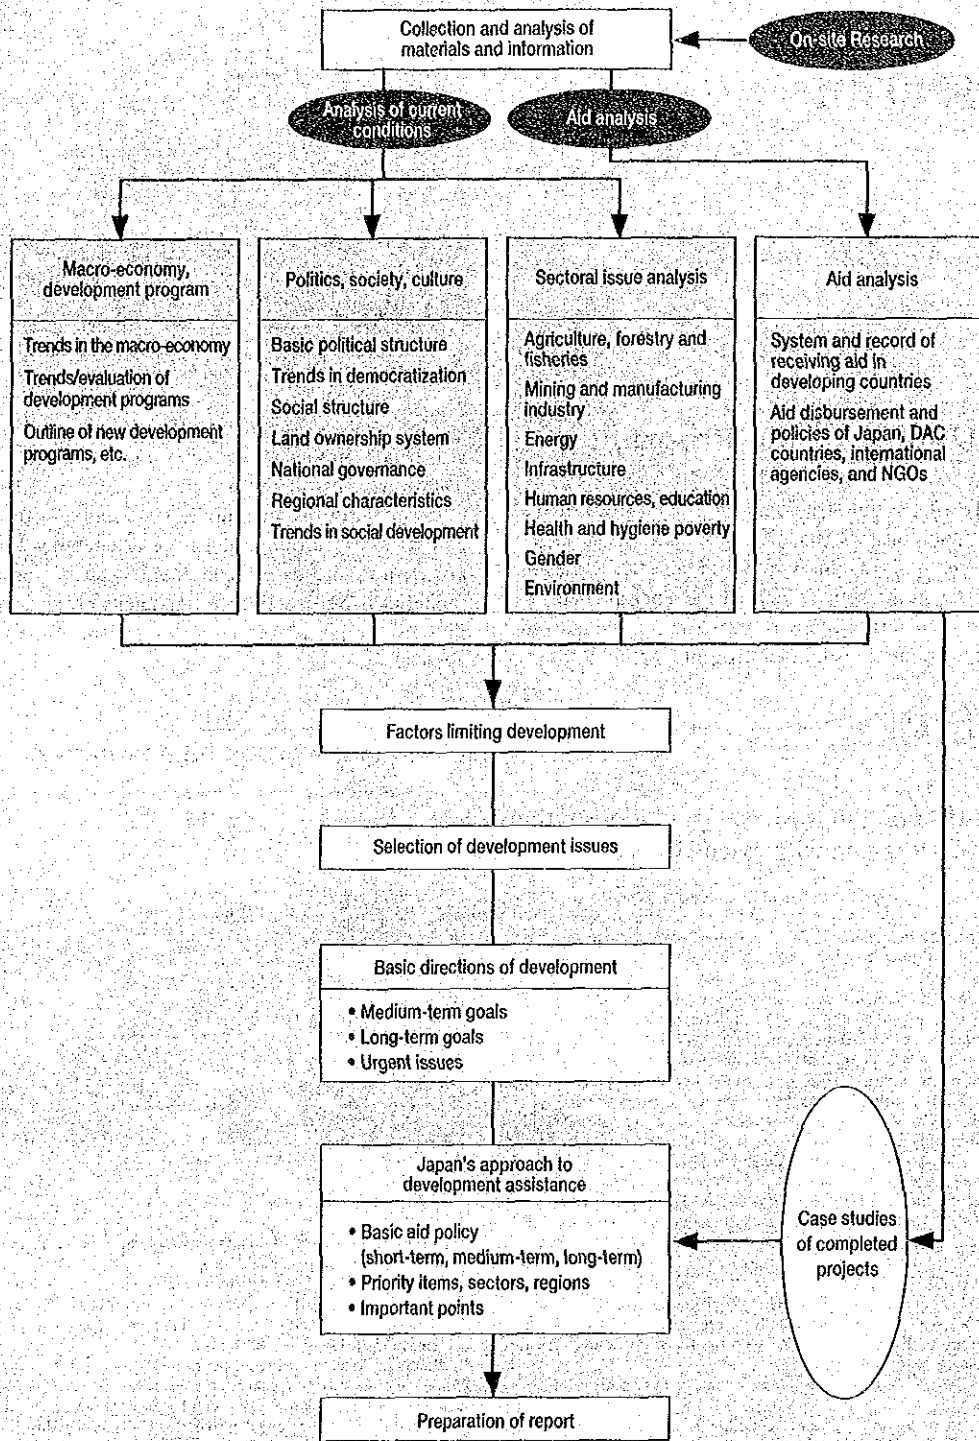 Collection and analysis of
materials and information
On-site Research
Analysis of current
conditions
Aid analysis
Macro-economy,
development program
Trends in the macro-economy
Trends/evaluation of
development programs
Outline of new development
programs, etc.
Politics, society, culture
Basic political structure
Trends in democratization
Social structure
Land ownership system
National governance
Regional characteristics
Trends in social development
Sectoral issue analysis
Agriculture, forestry and
fisheries
Mining and manufacturing
industry
Energy
Infrastructure
Human resources, education
Health and hygiene poverty
Gender
Environment
Aid analysis
System and record of
receiving aid in
developing countries
Aid disbursement and
policies of Japan, DAC
countries, international
agencies, and NGOs
Factors limiting development
Selection of development issues
Basic directions of development
• Medium-term goals
• Long-term goals
• Urgent issues
Japan's approach to
development assistance
• Basic aid policy
(short-term, medium-term, long-term)
• Priority items, sectors, regions
• Important points
Case studies
of completed
projects
Preparation of report